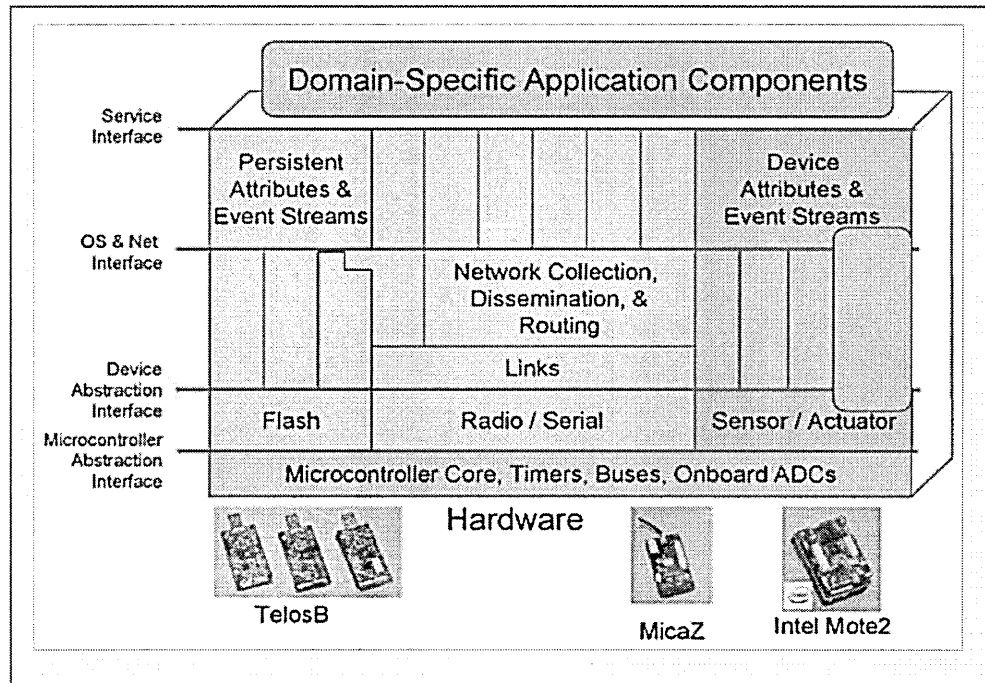 Domain-Specific Application Components
Service
Interface
Persistent
Attributes &
Event Streams
Device
Attributes &
Event Streams
OS & Net
Interface
Network Collection,
Dissemination, &
Routing
Links
Device
Abstraction
Interface
Flash
Radio / Serial
Sensor / Actuator
Microcontroller
Abstraction
Interface
Microcontroller Core, Timers, Buses, Onboard ADCs
Hardware
TelosB
MicaZ
Intel Mote2